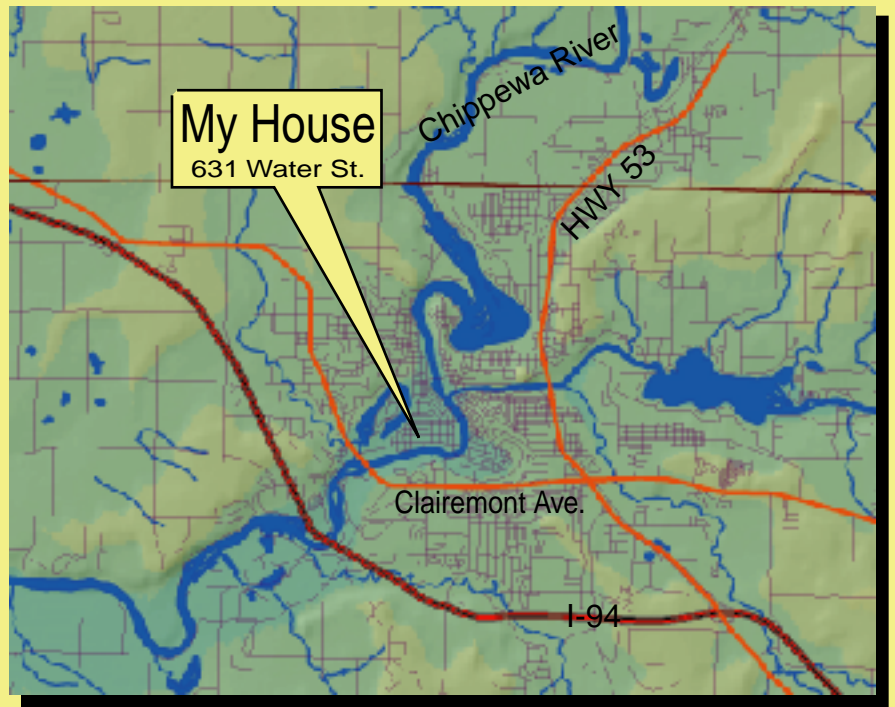 Chippewa River
My House
631 Water St.
HWY 53
Clairemont Ave.
I-94